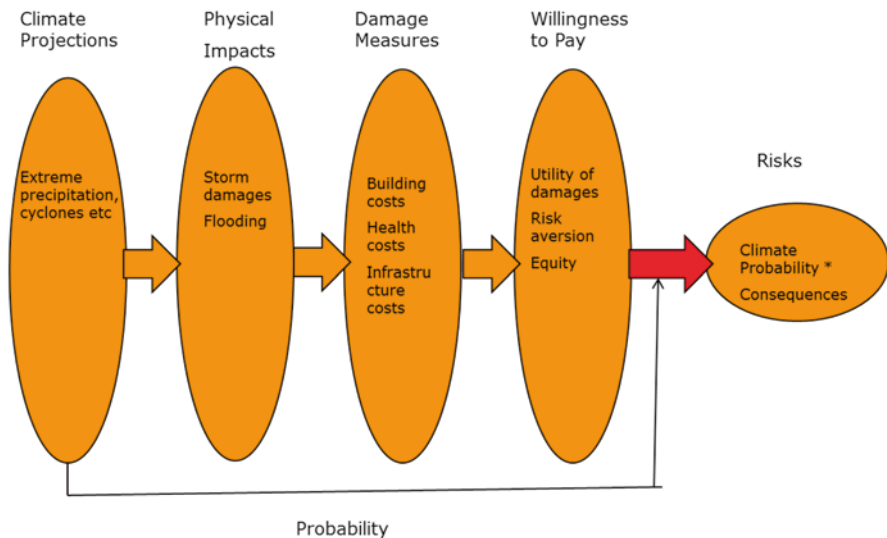 Climate
Projections
Physical
Impacts
Damage
Measures
Willingness
to Pay
Risks
Extreme
precipitation,
cyclones etc
Storm
damages
Flooding
Building
costs
Health
costs
Infrastru
cture
costs
Utility of
damages
Risk
aversion
Equity
Climate
Probability *
Consequences
Probability